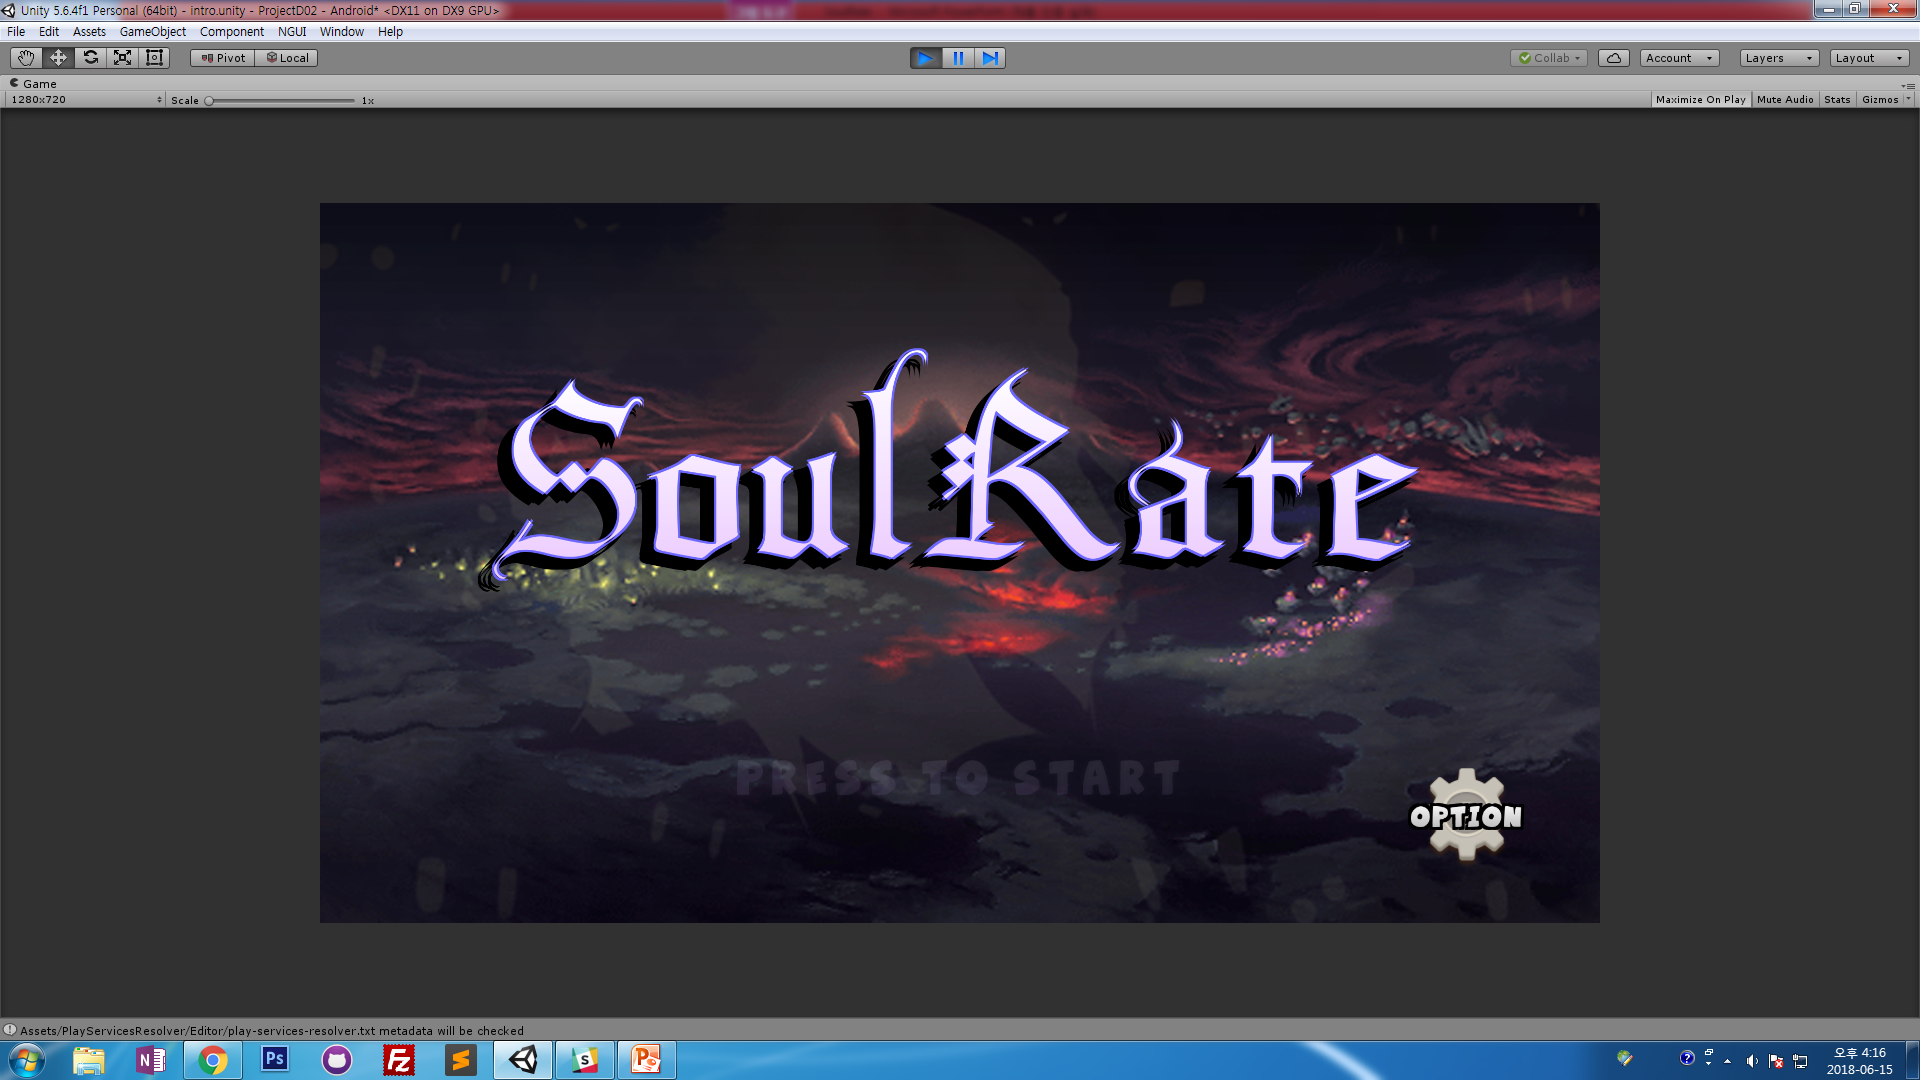 Unity 5.6.4f1 Personal (64bit) - intro.unity - ProjectD02 - Android* <DX11 on DX9 GPU>
File Edit Assets GameObject Component NGUI Window Help
Pivot Local Collab Account Layers Layout
Game
1280x720 Scale 1x Maximize On Play Mute Audio Stats Gizmos
SoulRate
PRESS TO START
OPTION
Assets/PlayServicesResolver/Editor/play-services-resolver.txt metadata will be checked
오후 4:16
2018-06-15